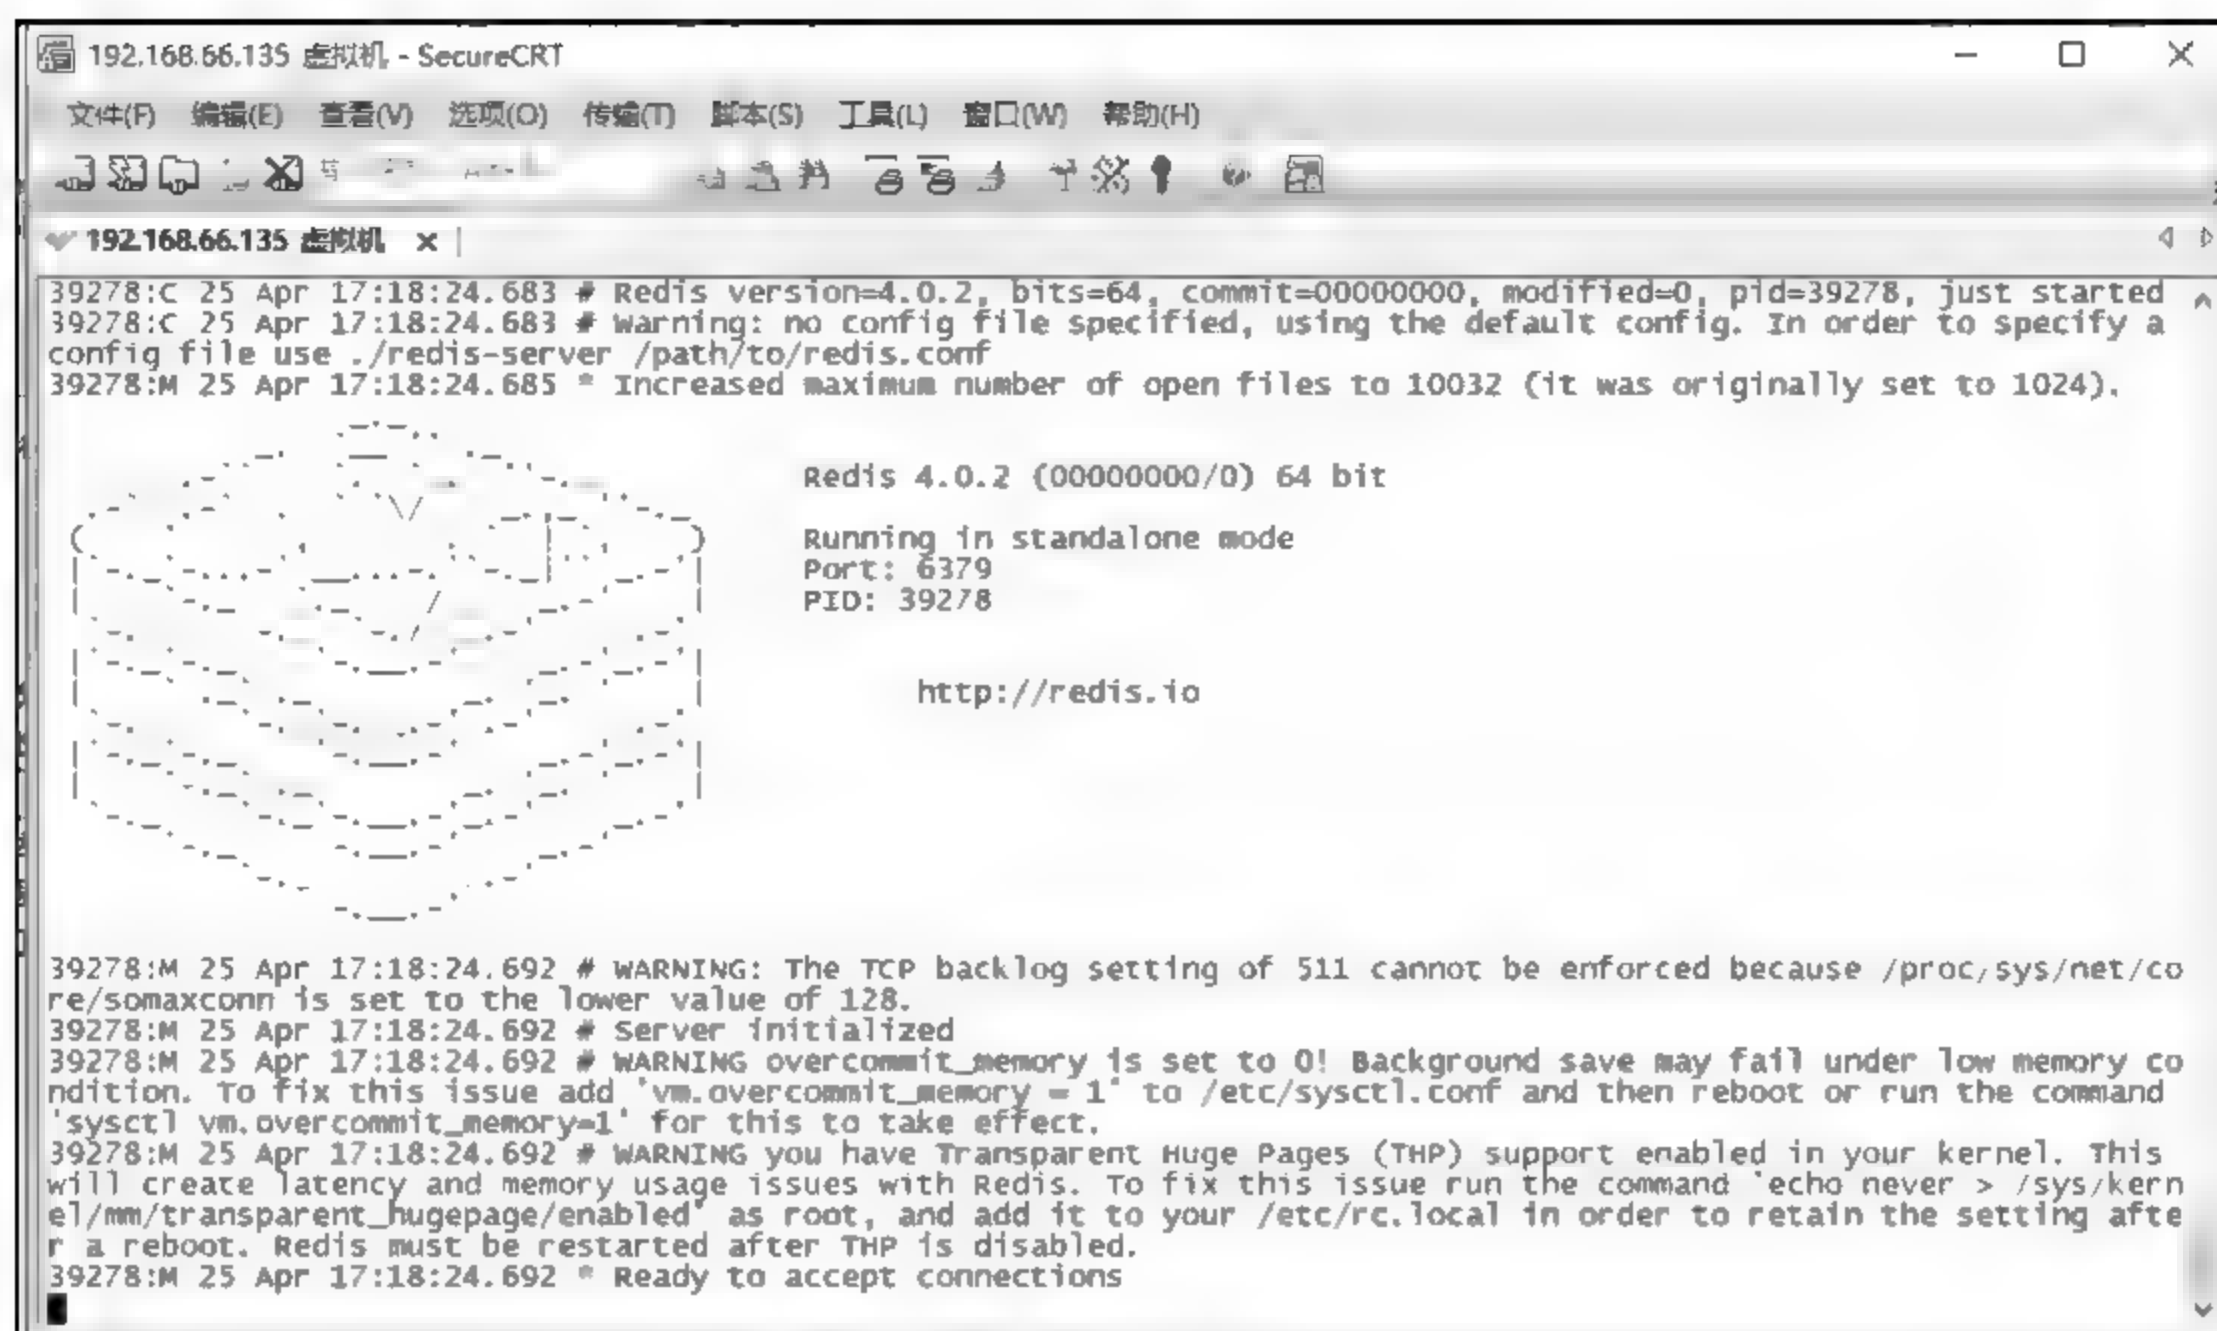 192.168.66.135 虚拟机 - SecureCRT
文件(F) 编辑(E) 查看(V) 选项(O) 传输(T) 脚本(S) 工具(L) 窗口(W) 帮助(H)
192.168.66.135 虚拟机 ×
39278:C 25 Apr 17:18:24.683 # Redis version=4.0.2, bits=64, commit=00000000, modified=0, pid=39278, just started
39278:C 25 Apr 17:18:24.683 # Warning: no config file specified, using the default config. In order to specify a
config file use ./redis-server /path/to/redis.conf
39278:M 25 Apr 17:18:24.685 * Increased maximum number of open files to 10032 (it was originally set to 1024).
Redis 4.0.2 (00000000/0) 64 bit
Running in standalone mode
Port: 6379
PID: 39278
http://redis.io
39278:M 25 Apr 17:18:24.692 # WARNING: The TCP backlog setting of 511 cannot be enforced because /proc/sys/net/co
re/somaxconn is set to the lower value of 128.
39278:M 25 Apr 17:18:24.692 # Server initialized
39278:M 25 Apr 17:18:24.692 # WARNING overcommit_memory is set to 0! Background save may fail under low memory co
ndition. To fix this issue add 'vm.overcommit_memory = 1' to /etc/sysctl.conf and then reboot or run the command
'sysctl vm.overcommit_memory=1' for this to take effect.
39278:M 25 Apr 17:18:24.692 # WARNING you have Transparent Huge Pages (THP) support enabled in your kernel. This
will create latency and memory usage issues with Redis. To fix this issue run the command 'echo never > /sys/kern
el/mm/transparent_hugepage/enabled' as root, and add it to your /etc/rc.local in order to retain the setting afte
r a reboot. Redis must be restarted after THP is disabled.
39278:M 25 Apr 17:18:24.692 * Ready to accept connections